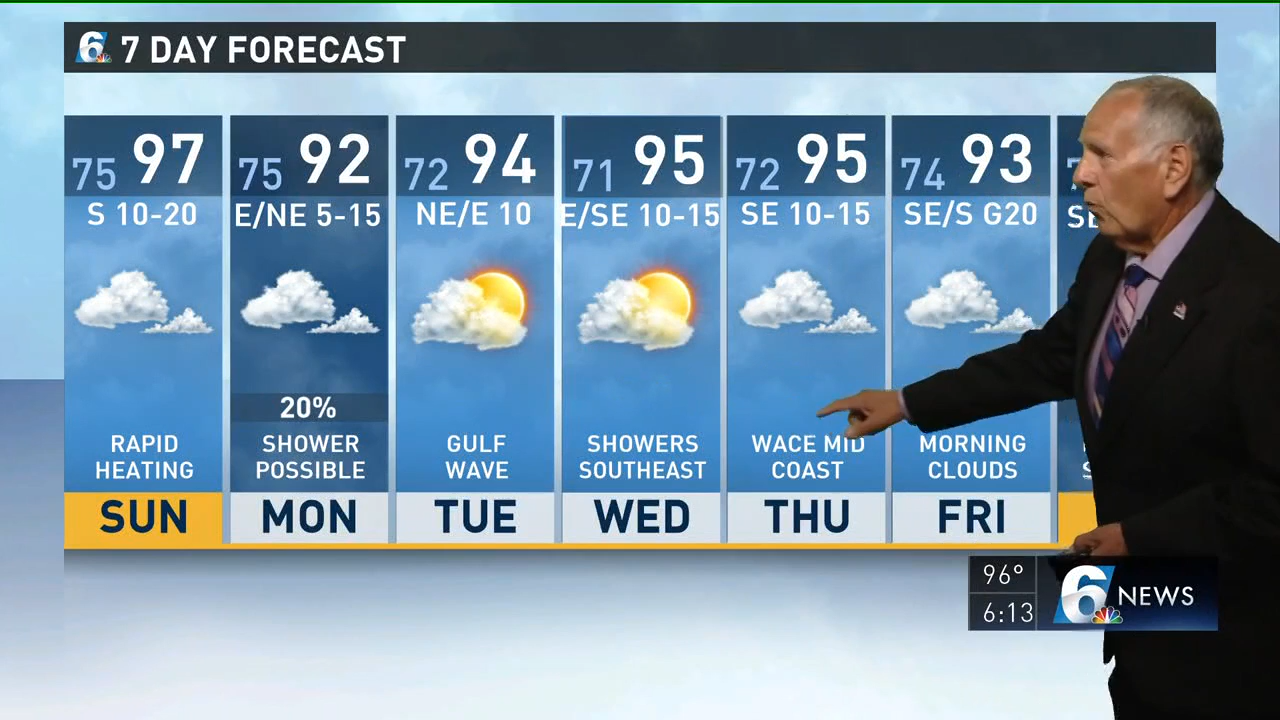 6 7 DAY FORECAST
75 97
S 10-20
RAPID
HEATING
SUN
75 92
E/NE 5-15
20%
SHOWER
POSSIBLE
MON
72 94
NE/E 10
GULF
WAVE
TUE
71 95
E/SE 10-15
SHOWERS
SOUTHEAST
WED
72 95
SE 10-15
WACE MID
COAST
THU
74 93
SE/S G20
MORNING
CLOUDS
FRI
SE
96°
6:13
6 NEWS